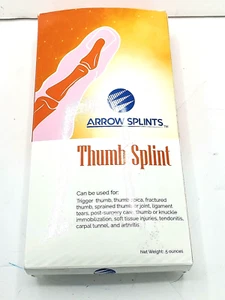 ARROW SPLINTS™
Thumb Splint
Can be used for:
Trigger thumb, thumb spica, fractured
thumb, sprained thumb or joint, ligament
tears, post-surgery care, thumb or knuckle
immobilization, soft tissue injuries, tendonitis,
carpal tunnel, and arthritis.
Net Weight: .5 ounces